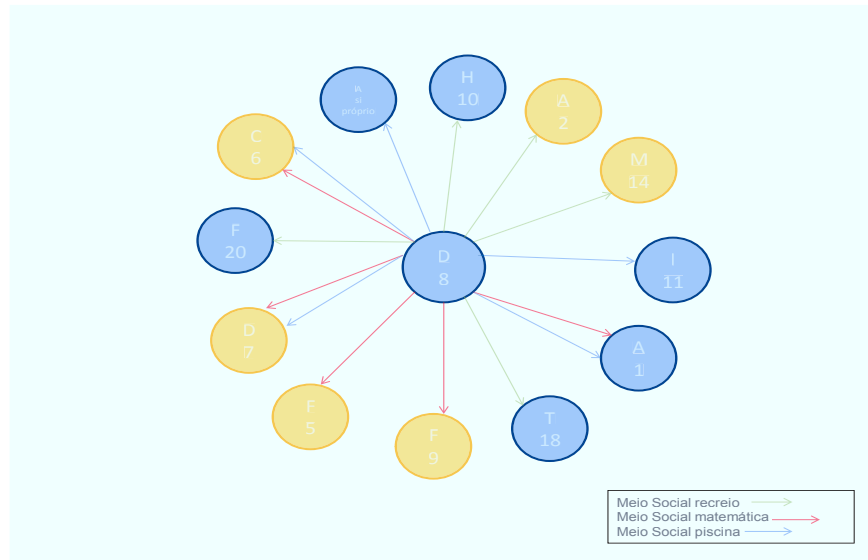 H
10
A
2
próprio
C
6
M
14
F
20
D
8
I
11
D
7
A
1
F
5
F
9
T
18
Meio Social recreio
Meio Social matemática
Meio Social piscina